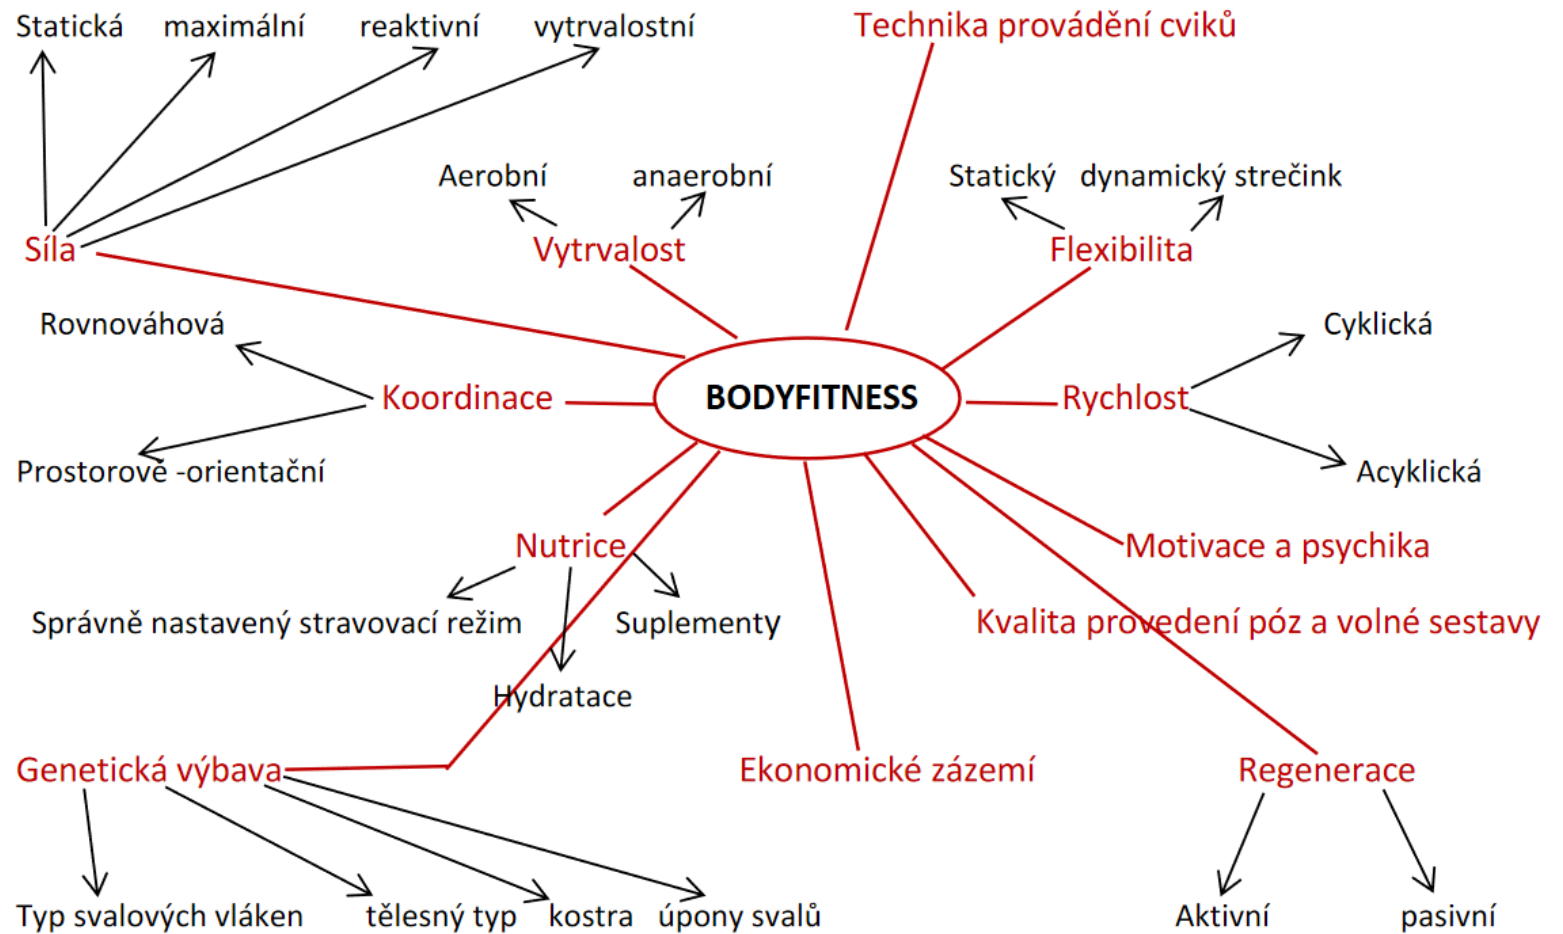 Statická maximální reaktivní vytrvalostní Technika provádění cviků
Aerobní anaerobní Statický dynamický strečink
Síla Vytrvalost Flexibilita
Rovnováhová Cyklická
Koordinace BODYFITNESS Rychlost
Prostorově -orientační Acyklická
Nutrice Motivace a psychika
Správně nastavený stravovací režim Suplementy Kvalita provedení póz a volné sestavy
Hydratace
Genetická výbava Ekonomické zázemí Regenerace
Typ svalových vláken tělesný typ kostra úpony svalů Aktivní pasivní